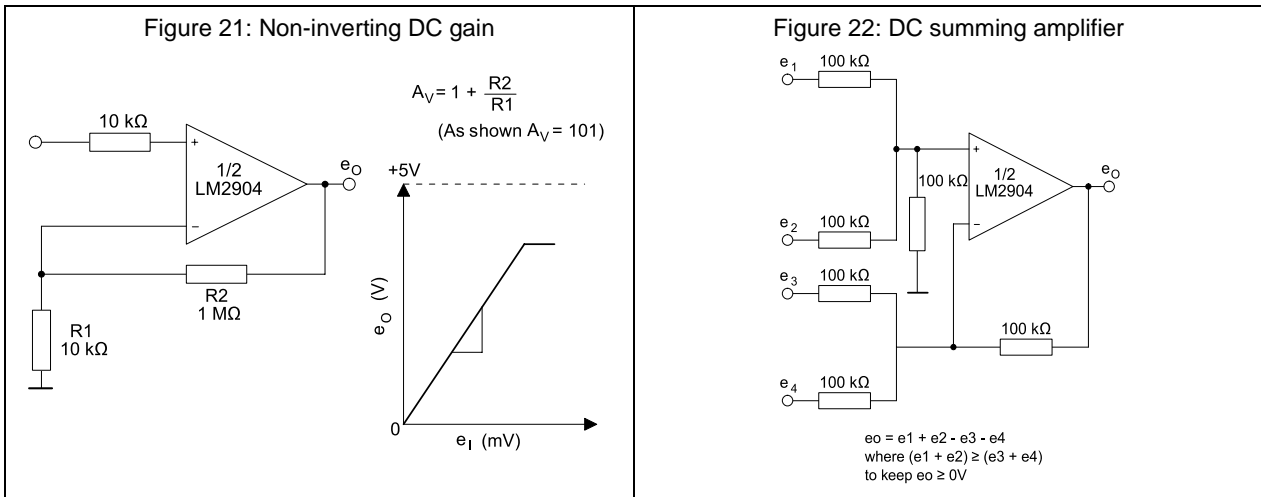 Figure 21: Non-inverting DC gain
A_V = 1 + R2/R1
(As shown A_V = 101)
10 kΩ
+
1/2
LM2904
−
e_O
R2
1 MΩ
R1
10 kΩ
+5V
e_O (V)
0
e_I (mV)
Figure 22: DC summing amplifier
e_1
100 kΩ
e_2
100 kΩ
e_3
100 kΩ
e_4
100 kΩ
100 kΩ
+
1/2
LM2904
−
e_O
100 kΩ
eo = e1 + e2 - e3 - e4
where (e1 + e2) ≥ (e3 + e4)
to keep eo ≥ 0V